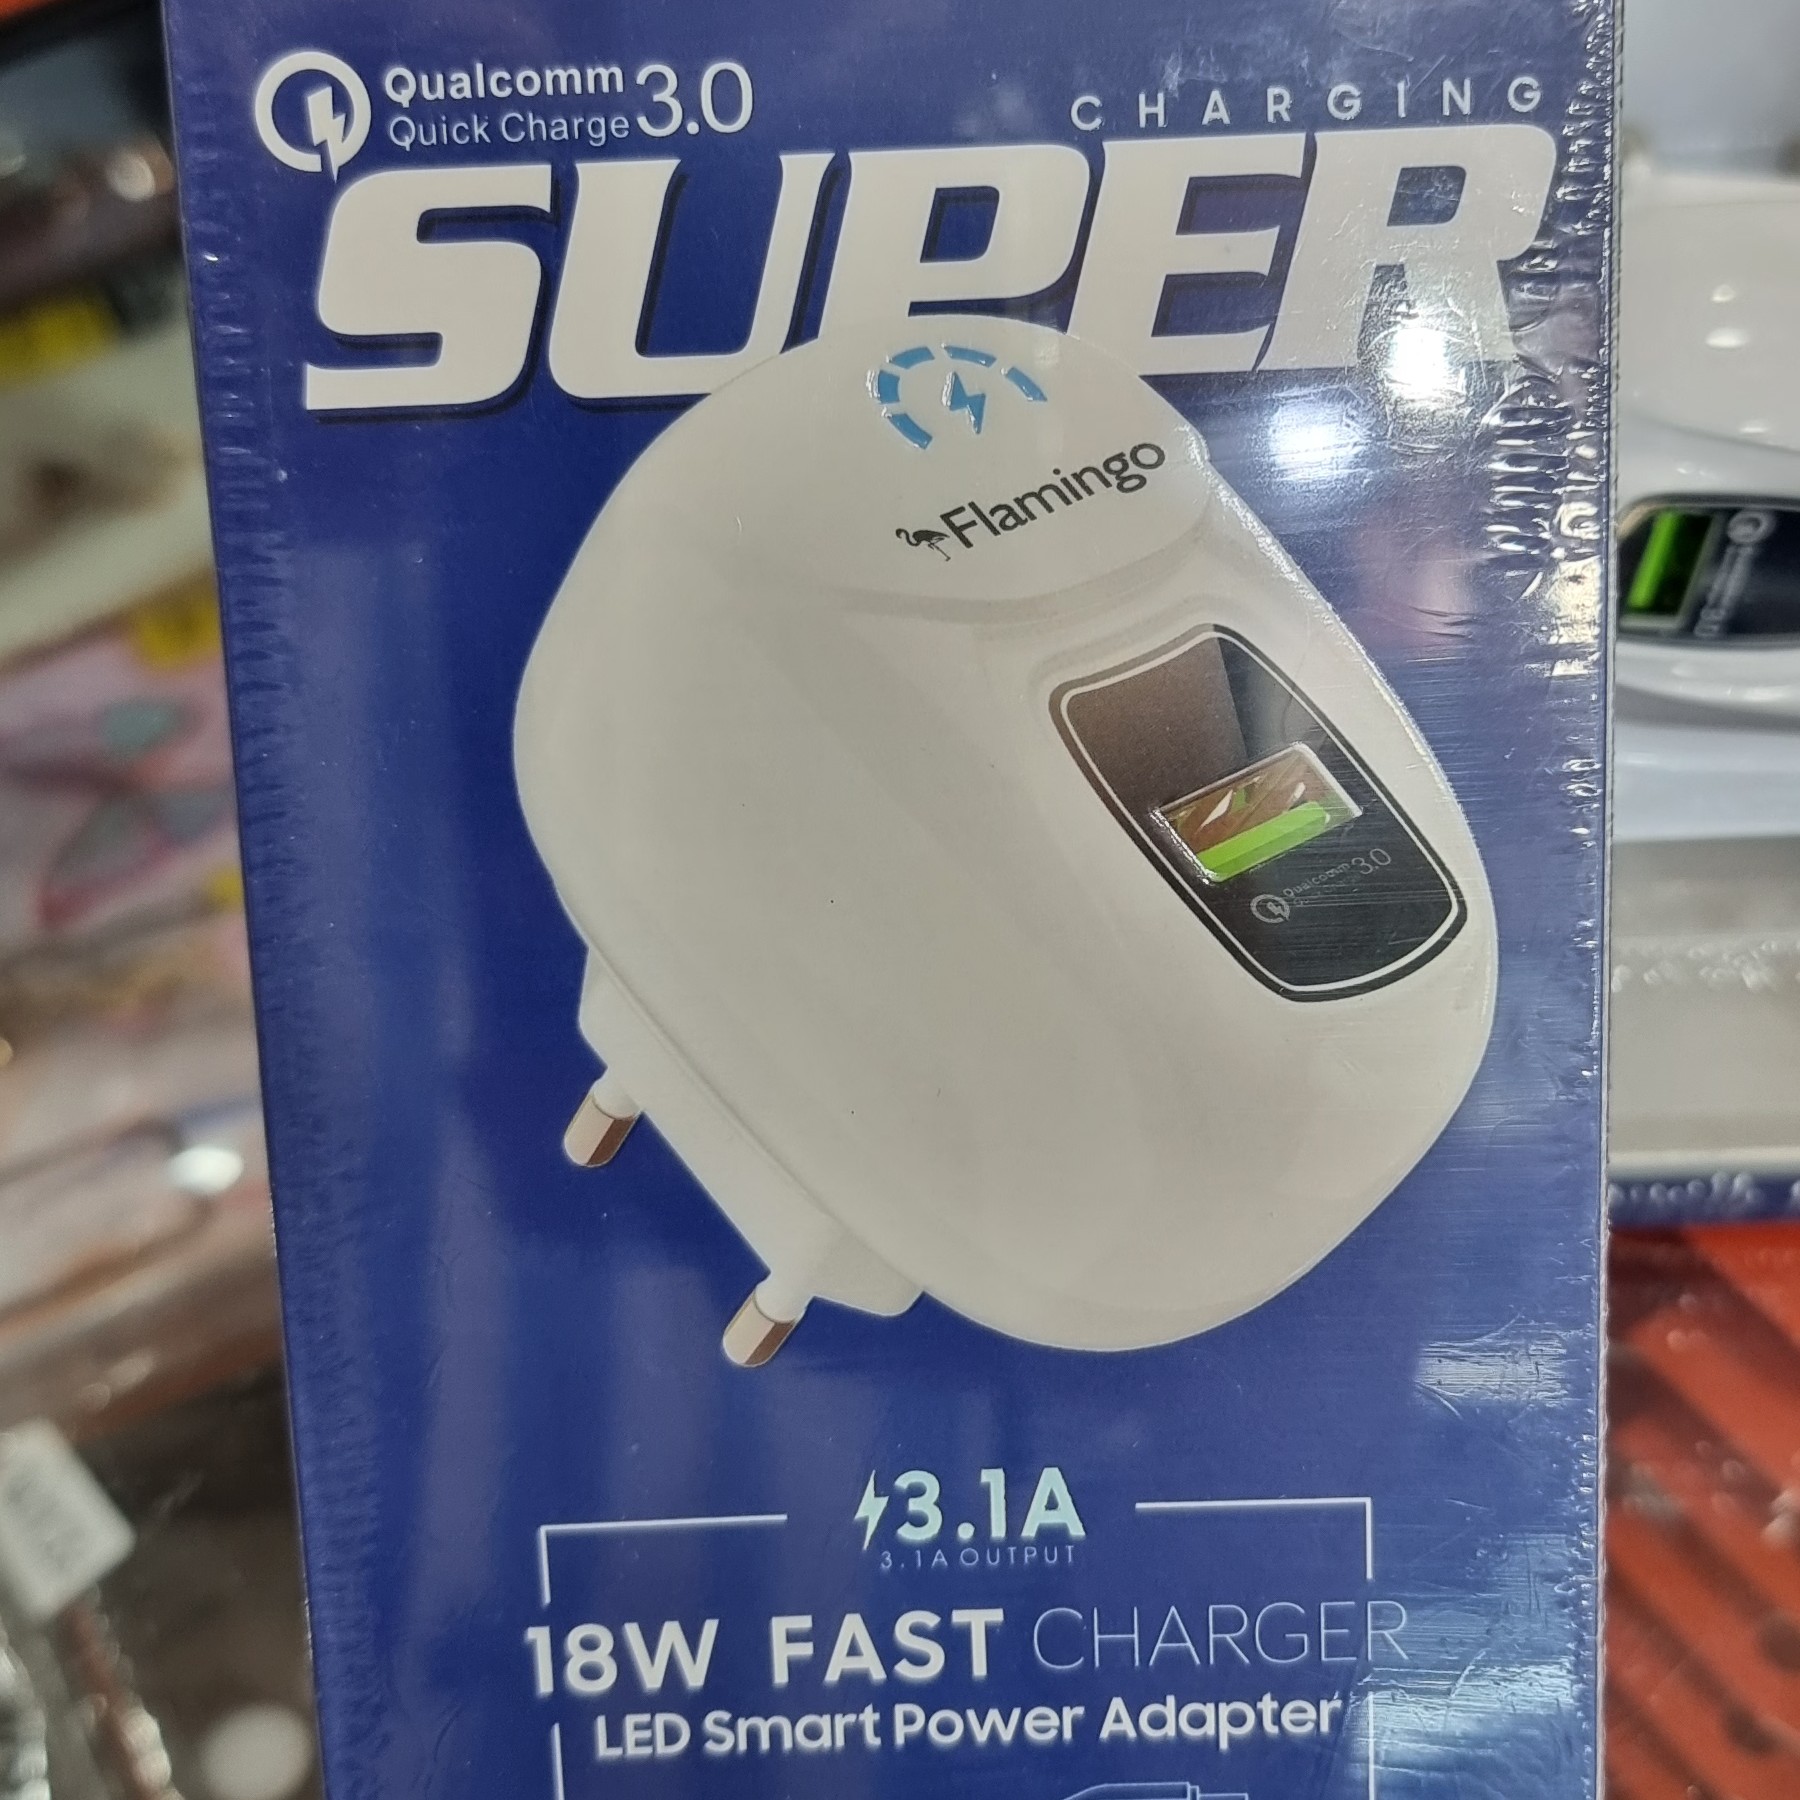 Qualcomm
Quick Charge 3.0
CHARGING
SUPER
Flamingo
Qualcomm 3.0
3.1A
3.1A OUTPUT
18W FAST CHARGER
LED Smart Power Adapter